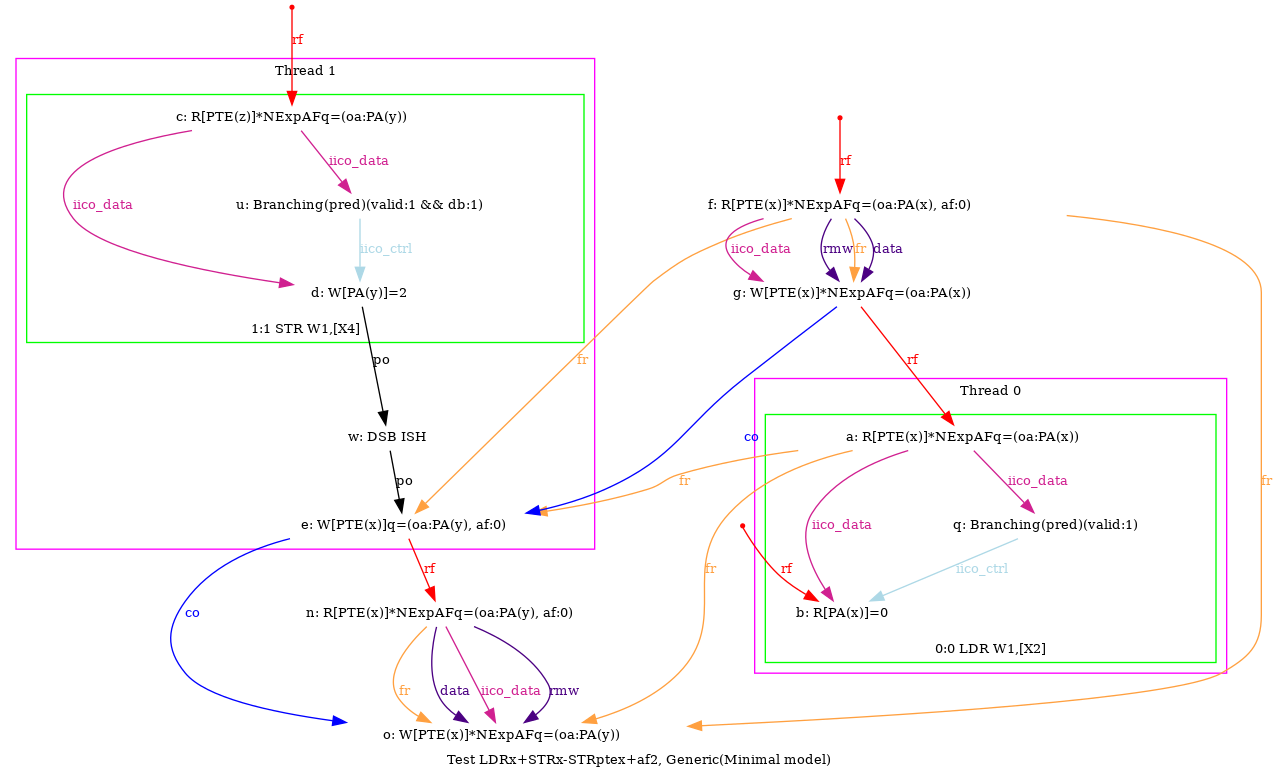 rf
Thread 1
c: R[PTE(z)]*NExpAFq=(oa:PA(y))
rf
iico_data
iico_data
u: Branching(pred)(valid:1 && db:1)
f: R[PTE(x)]*NExpAFq=(oa:PA(x), af:0)
iico_ctrl
iico_data
rmw
fr
data
d: W[PA(y)]=2
g: W[PTE(x)]*NExpAFq=(oa:PA(x))
1:1 STR W1,[X4]
po
fr
rf
Thread 0
w: DSB ISH
co
a: R[PTE(x)]*NExpAFq=(oa:PA(x))
po
fr
iico_data
fr
e: W[PTE(x)]q=(oa:PA(y), af:0)
iico_data
q: Branching(pred)(valid:1)
rf
fr
rf
iico_ctrl
co
n: R[PTE(x)]*NExpAFq=(oa:PA(y), af:0)
b: R[PA(x)]=0
0:0 LDR W1,[X2]
fr
data
iico_data
rmw
o: W[PTE(x)]*NExpAFq=(oa:PA(y))
Test LDRx+STRx-STRptex+af2, Generic(Minimal model)